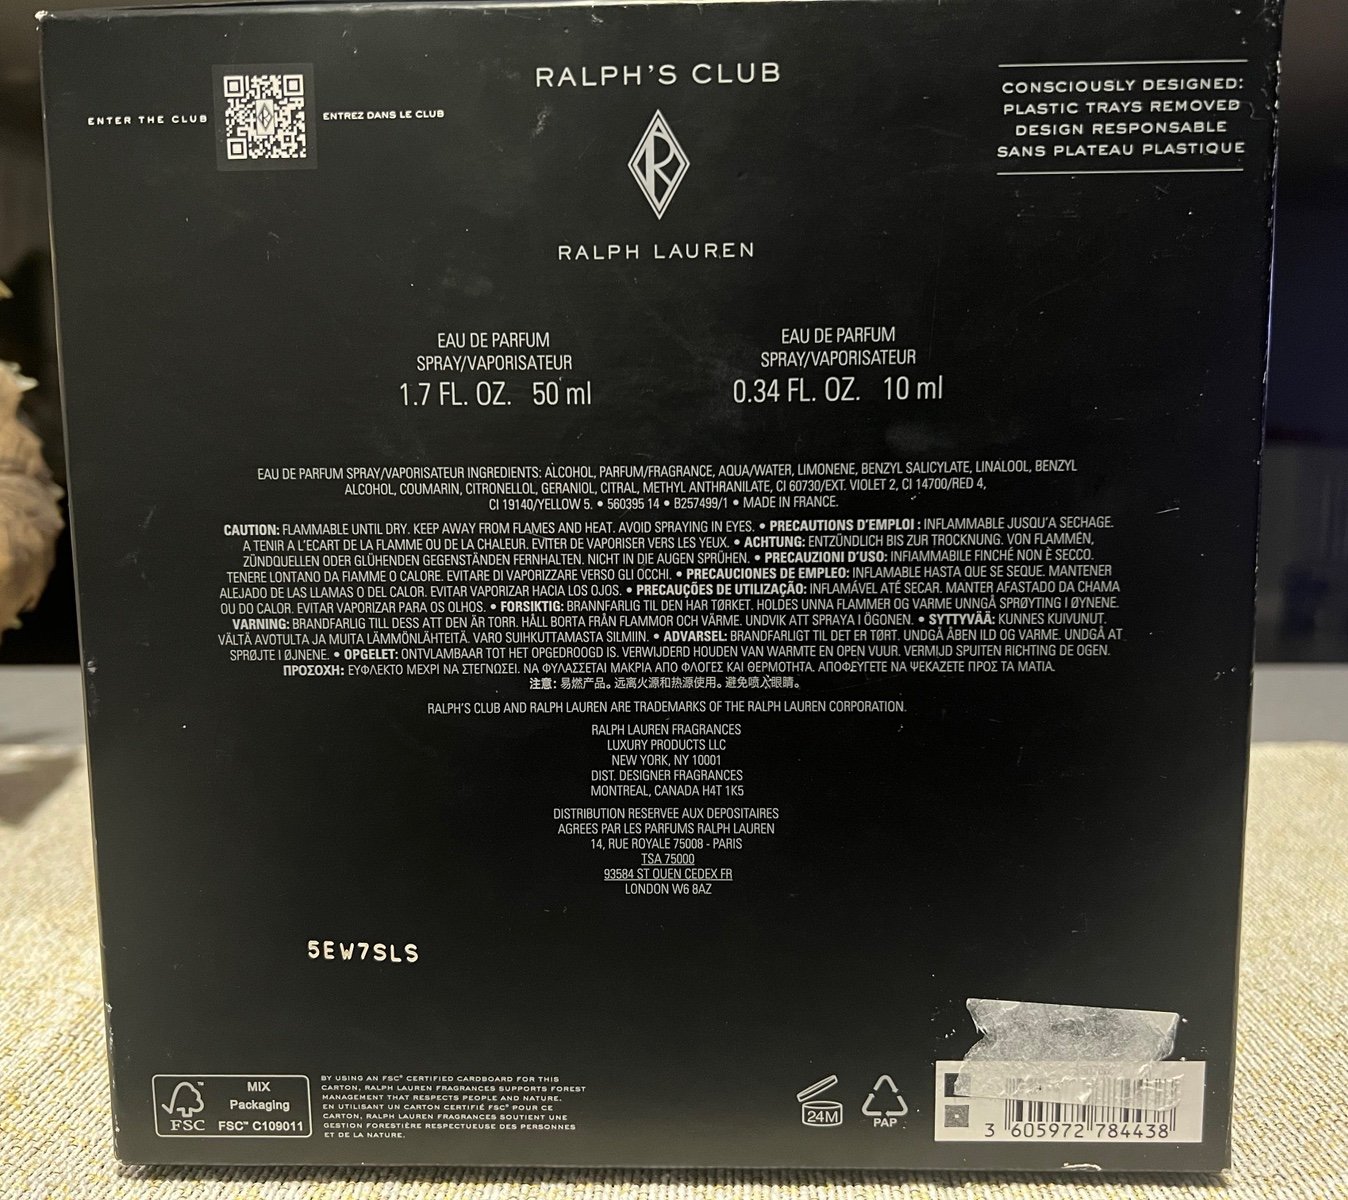 ENTER THE CLUB
ENTREZ DANS LE CLUB
RALPH'S CLUB
RALPH LAUREN
CONSCIOUSLY DESIGNED:
PLASTIC TRAYS REMOVED
DESIGN RESPONSABLE
SANS PLATEAU PLASTIQUE
EAU DE PARFUM
SPRAY/VAPORISATEUR
1.7 FL. OZ. 50 ml
EAU DE PARFUM
SPRAY/VAPORISATEUR
0.34 FL. OZ. 10 ml
EAU DE PARFUM SPRAY/VAPORISATEUR INGREDIENTS: ALCOHOL, PARFUM/FRAGRANCE, AQUA/WATER, LIMONENE, BENZYL SALICYLATE, LINALOOL, BENZYL
ALCOHOL, COUMARIN, CITRONELLOL, GERANIOL, CITRAL, METHYL ANTHRANILATE, CI 60730/EXT. VIOLET 2, CI 14700/RED 4,
CI 19140/YELLOW 5. • 560395 14 • B257499/1 • MADE IN FRANCE.
CAUTION: FLAMMABLE UNTIL DRY. KEEP AWAY FROM FLAMES AND HEAT. AVOID SPRAYING IN EYES. • PRECAUTIONS D'EMPLOI : INFLAMMABLE JUSQU'A SECHAGE.
A TENIR A L'ECART DE LA FLAMME OU DE LA CHALEUR. EVITER DE VAPORISER VERS LES YEUX. • ACHTUNG: ENTZÜNDLICH BIS ZUR TROCKNUNG. VON FLAMMEN,
ZÜNDQUELLEN ODER GLÜHENDEN GEGENSTÄNDEN FERNHALTEN. NICHT IN DIE AUGEN SPRÜHEN. • PRECAUZIONI D'USO: INFIAMMABILE FINCHÉ NON È SECCO.
TENERE LONTANO DA FIAMME O CALORE. EVITARE DI VAPORIZZARE VERSO GLI OCCHI. • PRECAUCIONES DE EMPLEO: INFLAMABLE HASTA QUE SE SEQUE. MANTENER
ALEJADO DE LAS LLAMAS O DEL CALOR. EVITAR VAPORIZAR HACIA LOS OJOS. • PRECAUÇÕES DE UTILIZAÇÃO: INFLAMÁVEL ATÉ SECAR. MANTER AFASTADO DA CHAMA
OU DO CALOR. EVITAR VAPORIZAR PARA OS OLHOS. • FORSIKTIG: BRANNFARLIG TIL DEN HAR TØRKET. HOLDES UNNA FLAMMER OG VARME UNNGÅ SPRØYTING I ØYNENE.
VARNING: BRANDFARLIG TILL DESS ATT DEN ÄR TORR. HÅLL BORTA FRÅN FLAMMOR OCH VÄRME. UNDVIK ATT SPRAYA I ÖGONEN. • SYTTYVÄÄ: KUNNES KUIVUNUT.
VÄLTÄ AVOTULTA JA MUITA LÄMMÖNLÄHTEITÄ. VARO SUIHKUTTAMASTA SILMIIN. • ADVARSEL: BRANDFARLIGT TIL DET ER TØRT. UNDGÅ ÅBEN ILD OG VARME. UNDGÅ AT
SPRØJTE I ØJNENE. • OPGELET: ONTVLAMBAAR TOT HET OPGEDROOGD IS. VERWIJDERD HOUDEN VAN WARMTE EN OPEN VUUR. VERMIJD SPUITEN RICHTING DE OGEN.
ΠΡΟΣΟΧΗ: ΕΥΦΛΕΚΤΟ ΜΕΧΡΙ ΝΑ ΣΤΕΓΝΩΣΕΙ. ΝΑ ΦΥΛΑΣΣΕΤΑΙ ΜΑΚΡΙΑ ΑΠΟ ΦΛΟΓΕΣ ΚΑΙ ΘΕΡΜΟΤΗΤΑ. ΑΠΟΦΕΥΓΕΤΕ ΝΑ ΨΕΚΑΖΕΤΕ ΠΡΟΣ ΤΑ ΜΑΤΙΑ.
注意: 易燃产品。远离火源和热源使用。避免喷入眼睛。
RALPH'S CLUB AND RALPH LAUREN ARE TRADEMARKS OF THE RALPH LAUREN CORPORATION.
RALPH LAUREN FRAGRANCES
LUXURY PRODUCTS LLC
NEW YORK, NY 10001
DIST. DESIGNER FRAGRANCES
MONTREAL, CANADA H4T 1K5
DISTRIBUTION RESERVEE AUX DEPOSITAIRES
AGREES PAR LES PARFUMS RALPH LAUREN
14, RUE ROYALE 75008 - PARIS
TSA 75000
93584 ST OUEN CEDEX FR
LONDON W6 8AZ
5EW7SLS
FSC
MIX
Packaging
FSC™ C109011
BY USING AN FSC® CERTIFIED CARDBOARD FOR THIS
CARTON, RALPH LAUREN FRAGRANCES SUPPORTS FOREST
MANAGEMENT THAT RESPECTS PEOPLE AND NATURE.
EN UTILISANT UN CARTON CERTIFIÉ FSC® POUR CE
CARTON, RALPH LAUREN FRAGRANCES SOUTIENT UNE
GESTION FORESTIÈRE RESPECTUEUSE DES PERSONNES
ET DE LA NATURE.
24M
PAP
3 605972 784438